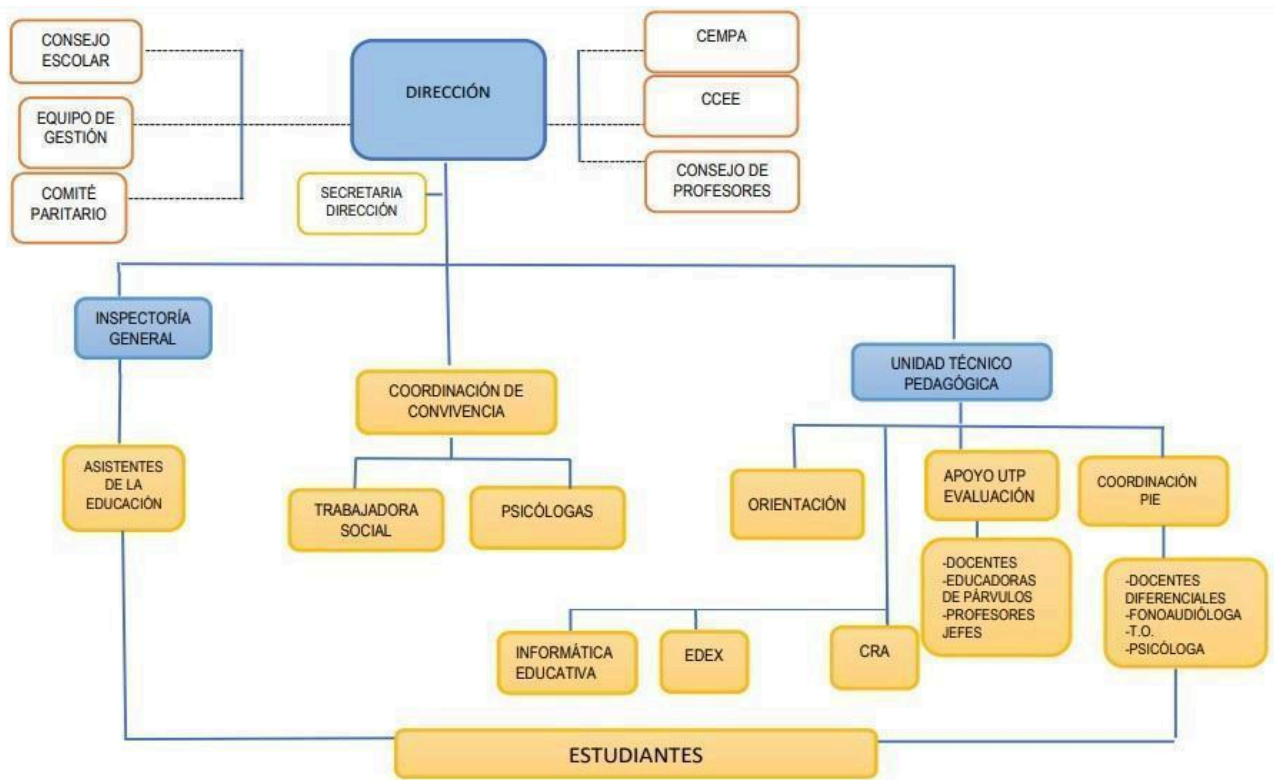 CONSEJO
ESCOLAR
EQUIPO DE
GESTIÓN
COMITÉ
PARITARIO
DIRECCIÓN
CEMPA
CCEE
CONSEJO DE
PROFESORES
SECRETARIA
DIRECCIÓN
INSPECTORÍA
GENERAL
COORDINACIÓN DE
CONVIVENCIA
UNIDAD TÉCNICO
PEDAGÓGICA
ASISTENTES
DE LA
EDUCACIÓN
TRABAJADORA
SOCIAL
PSICÓLOGAS
ORIENTACIÓN
APOYO UTP
EVALUACIÓN
COORDINACIÓN
PIE
-DOCENTES
-EDUCADORAS
DE PÁRVULOS
-PROFESORES
JEFES
-DOCENTES
DIFERENCIALES
-FONOAUDIÓLOGA
-T.O.
-PSICÓLOGA
INFORMÁTICA
EDUCATIVA
EDEX
CRA
ESTUDIANTES